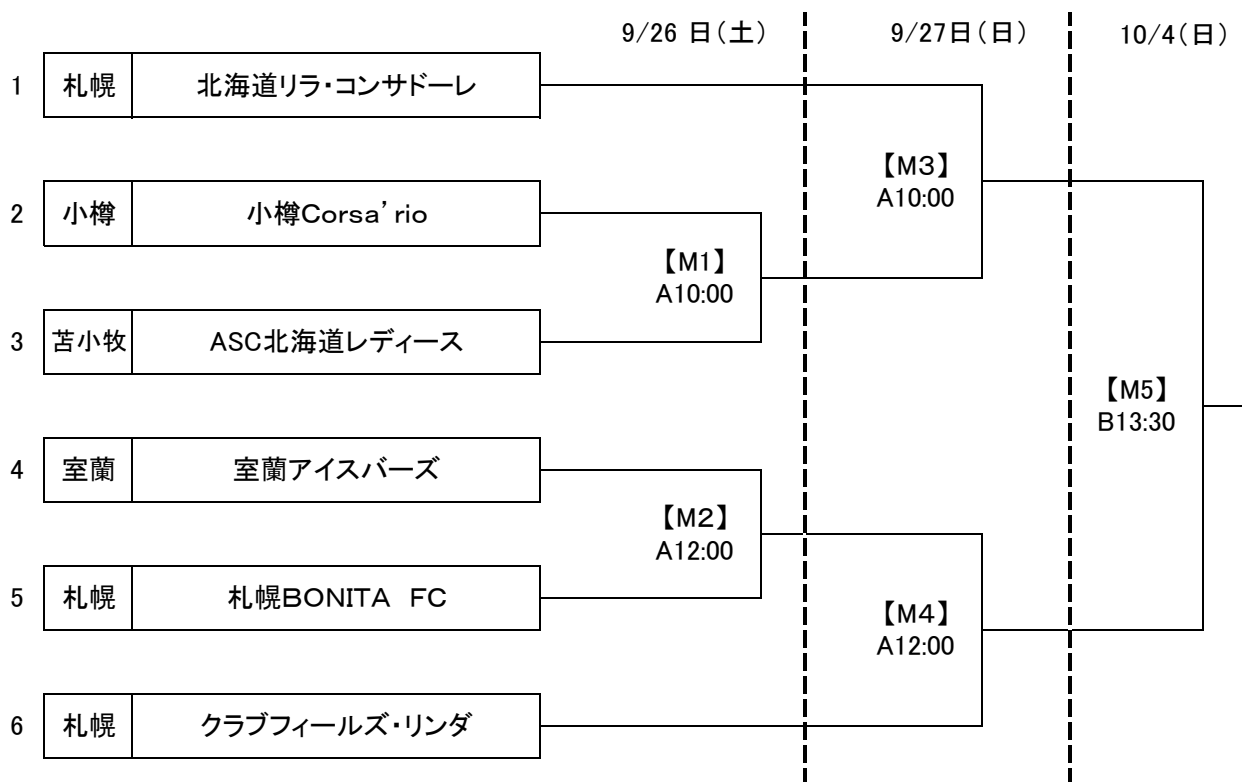 9/26 日(土) 9/27日(日) 10/4(日)
1 札幌 北海道リラ・コンサドーレ
【M3】
A10:00
2 小樽 小樽Corsa’rio
【M1】
A10:00
3 苫小牧 ASC北海道レディース
【M5】
B13:30
4 室蘭 室蘭アイスバーズ
【M2】
A12:00
5 札幌 札幌BONITA　FC
【M4】
A12:00
6 札幌 クラブフィールズ・リンダ